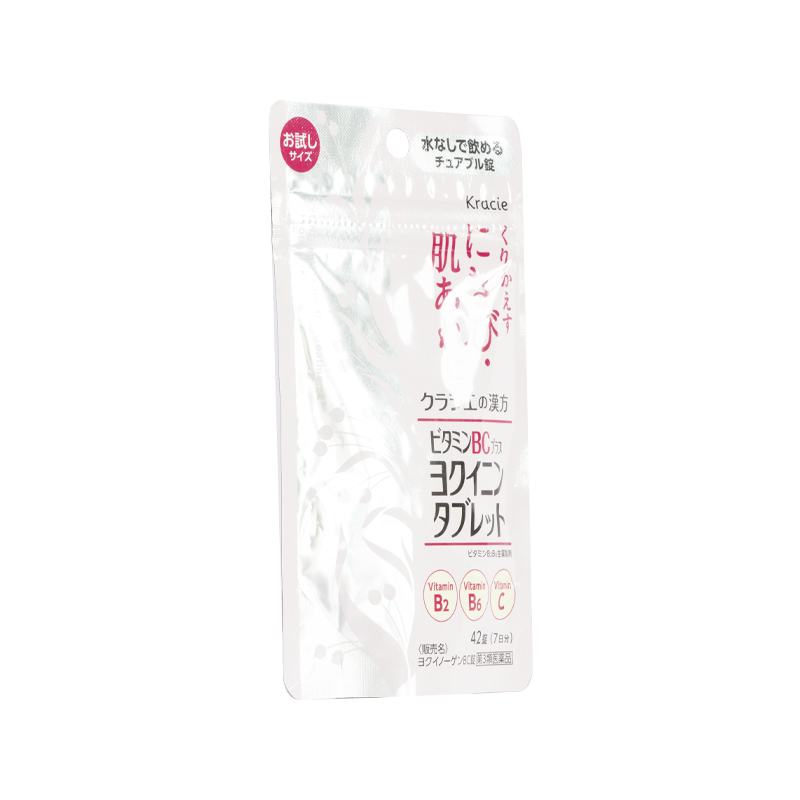 お試し
サイズ
水なしで飲める
チュアブル錠
Kracie
くりかえす
肌あ
クラシエの漢方
ビタミンBCプラス
ヨクイニン
タブレット
Vitamin
B2
Vitamin
B6
Vitamin
C
42錠(7日分)
〈販売名〉
ヨクイノーゲンBC錠 第3類医薬品